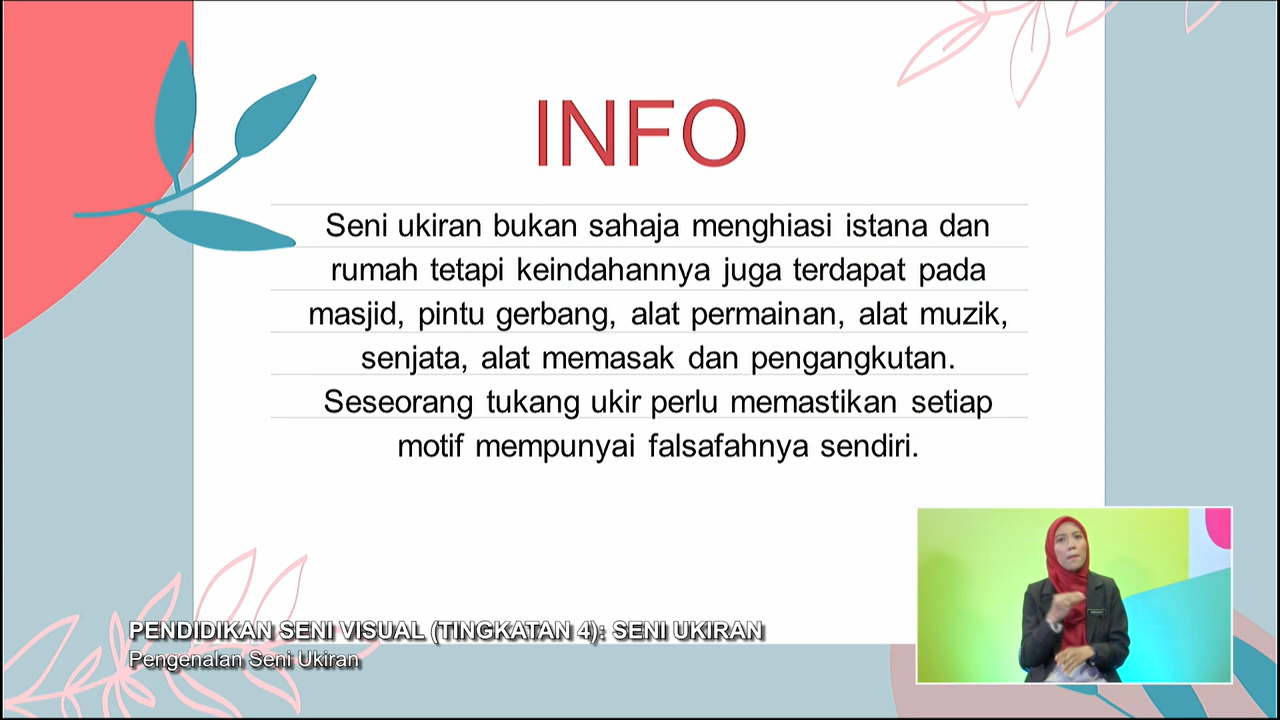 INFO
Seni ukiran bukan sahaja menghiasi istana dan
rumah tetapi keindahannya juga terdapat pada
masjid, pintu gerbang, alat permainan, alat muzik,
senjata, alat memasak dan pengangkutan.
Seseorang tukang ukir perlu memastikan setiap
motif mempunyai falsafahnya sendiri.
PENDIDIKAN SENI VISUAL (TINGKATAN 4): SENI UKIRAN
Pengenalan Seni Ukiran